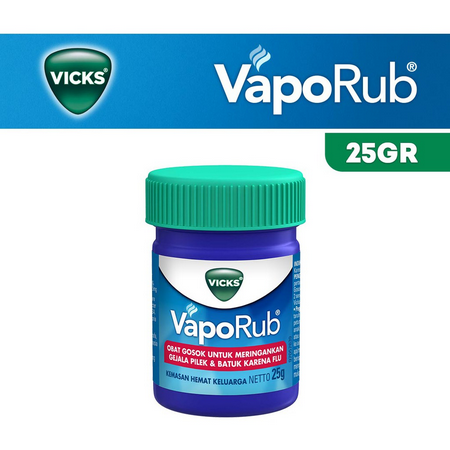 VICKS
VapoRub®
25GR
VICKS®
VapoRub®
OBAT GOSOK UNTUK MERINGANKAN
GEJALA PILEK & BATUK KARENA FLU
KEMASAN HEMAT KELUARGA NETTO 25g